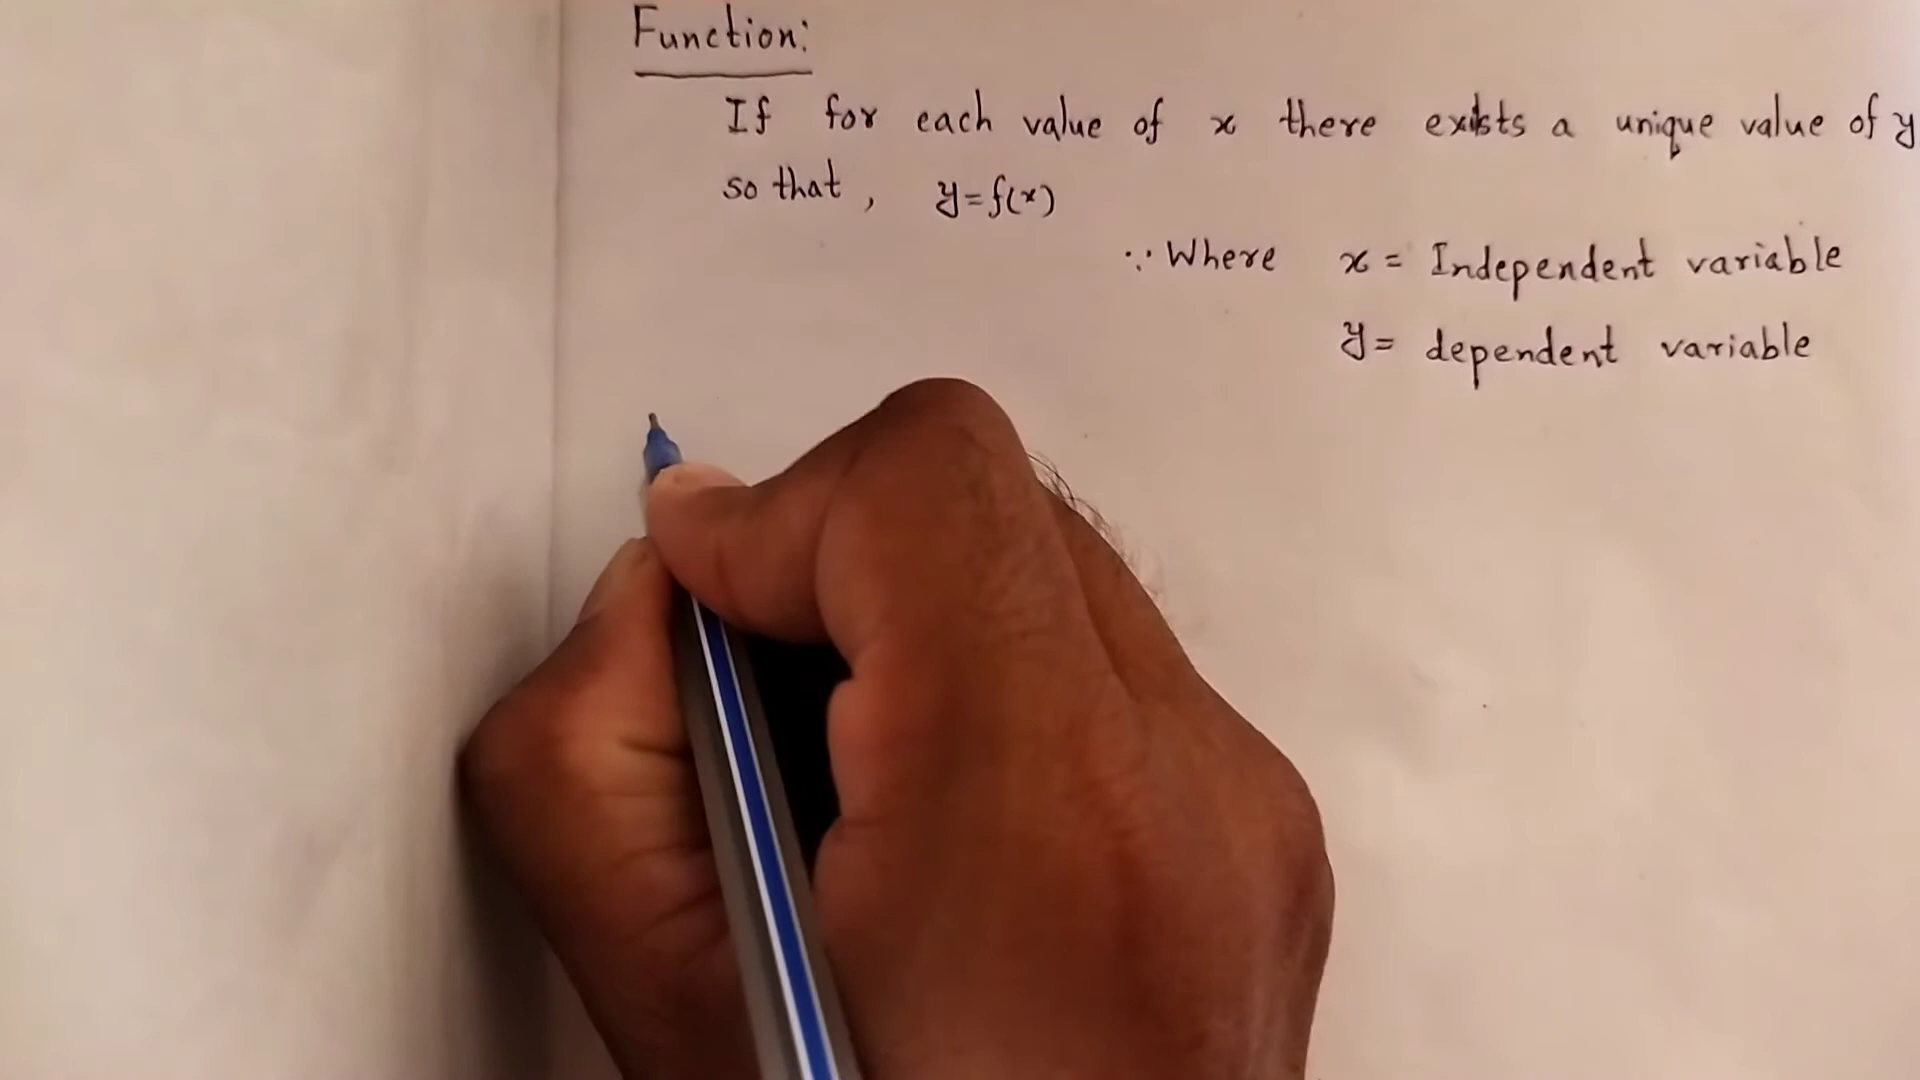 Function:
If for each value of x there exists a unique value of y
so that , y=f(x)
∵ Where x = Independent variable
y = dependent variable